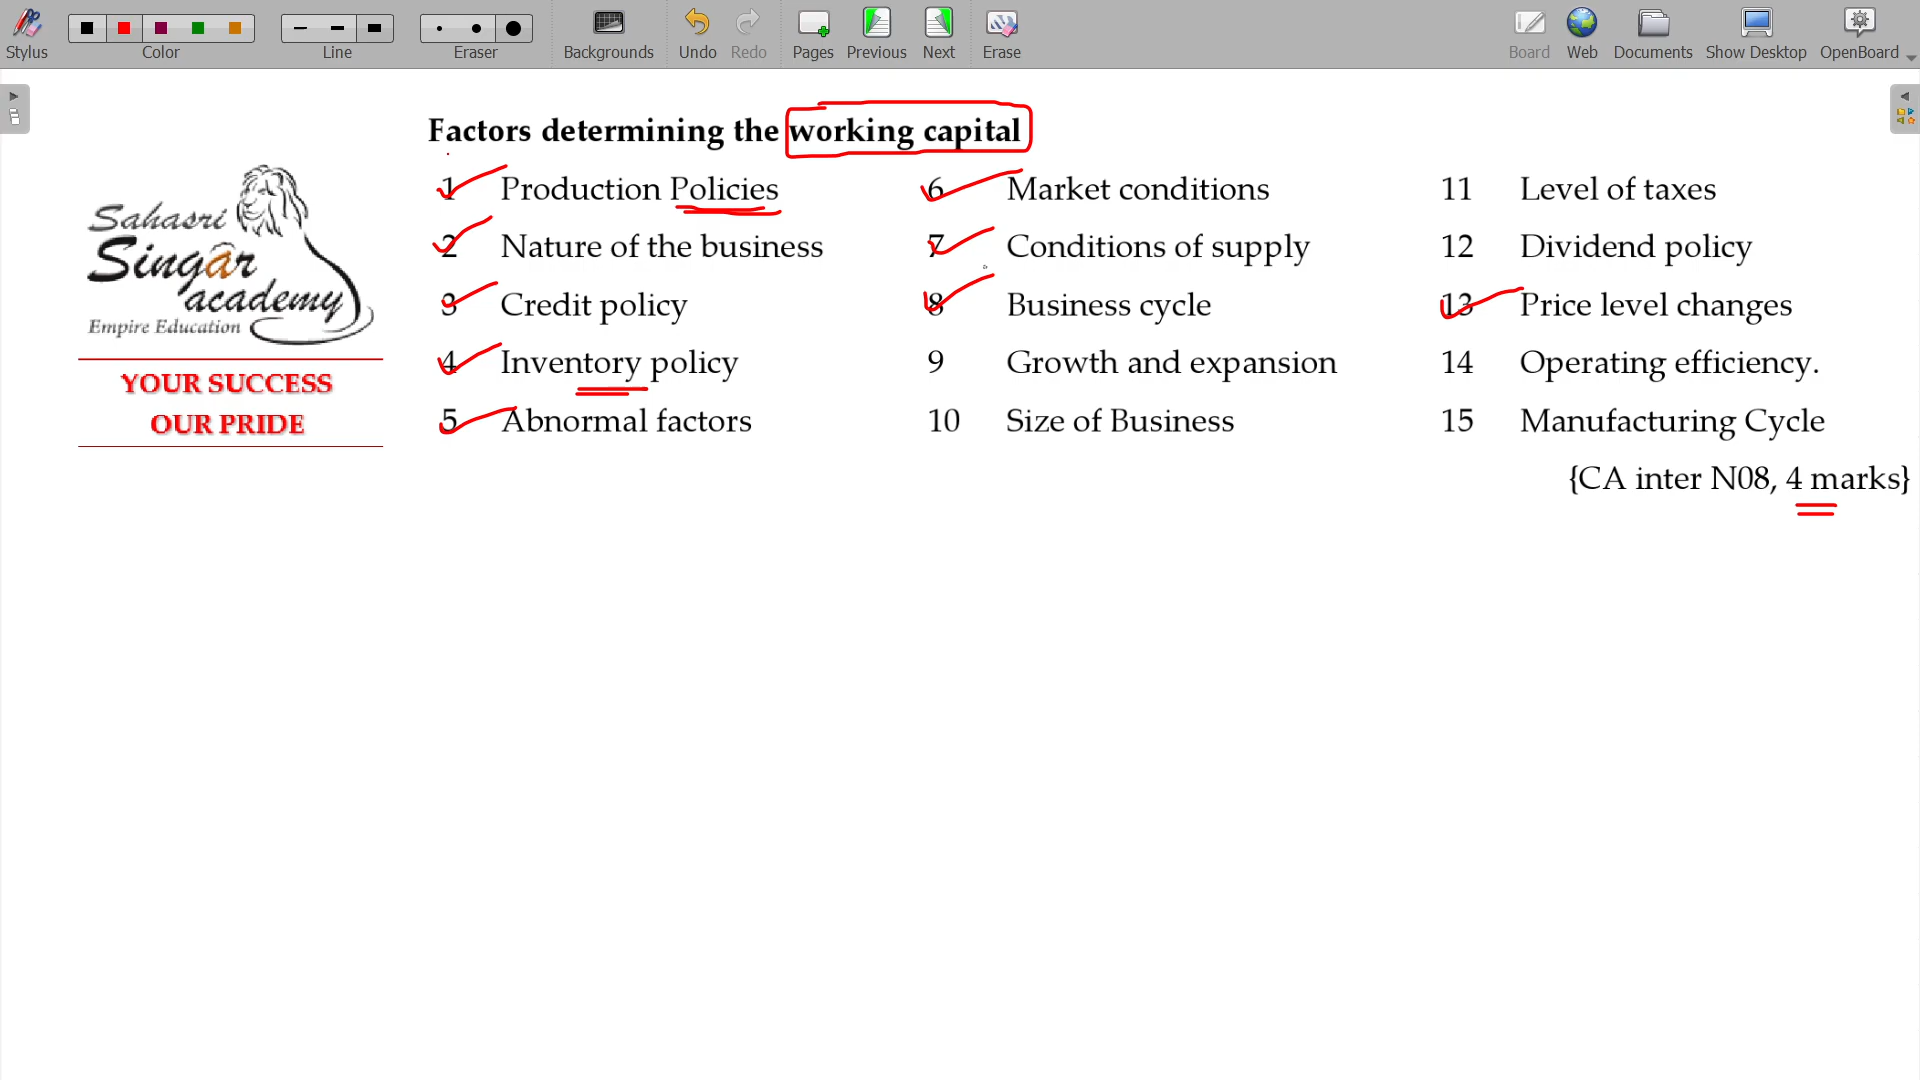 Stylus Color Line Eraser Backgrounds Undo Redo Pages Previous Next Erase Board Web Documents Show Desktop OpenBoard
Factors determining the working capital
1 Production Policies
2 Nature of the business
3 Credit policy
4 Inventory policy
5 Abnormal factors
6 Market conditions
7 Conditions of supply
8 Business cycle
9 Growth and expansion
10 Size of Business
11 Level of taxes
12 Dividend policy
13 Price level changes
14 Operating efficiency.
15 Manufacturing Cycle
{CA inter N08, 4 marks}
Sahasri
Singar
academy
Empire Education
YOUR SUCCESS
OUR PRIDE